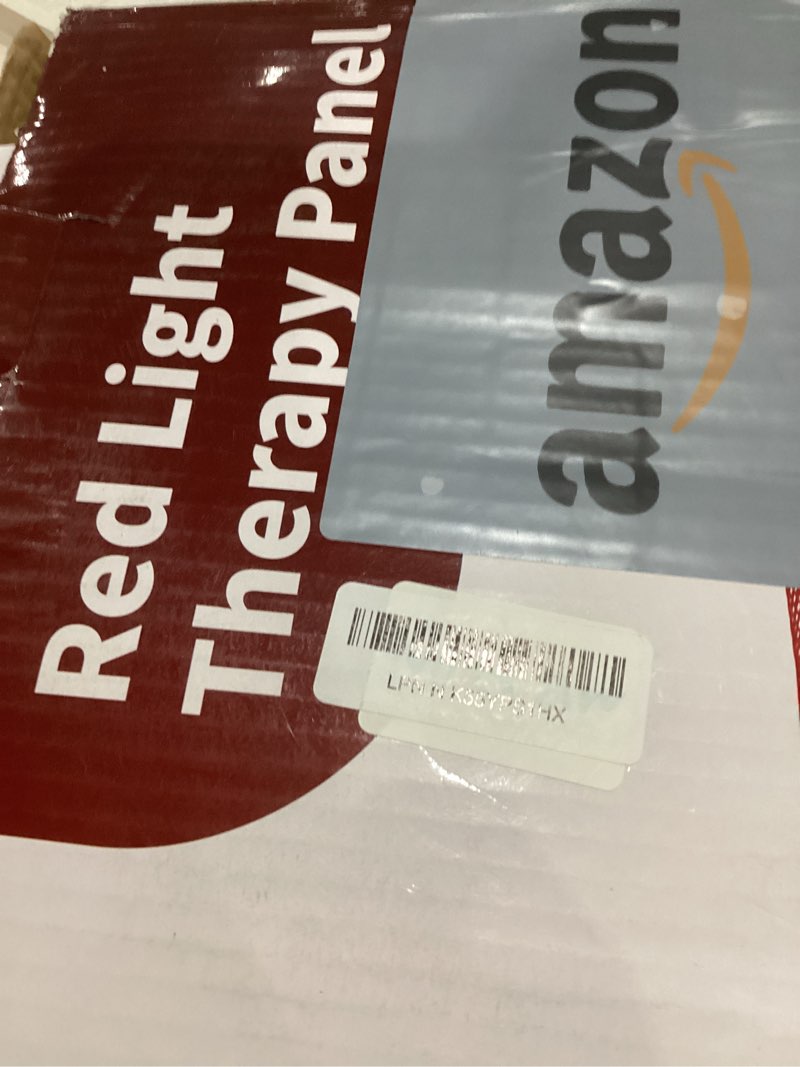 Red Light
Therapy Panel
amazon